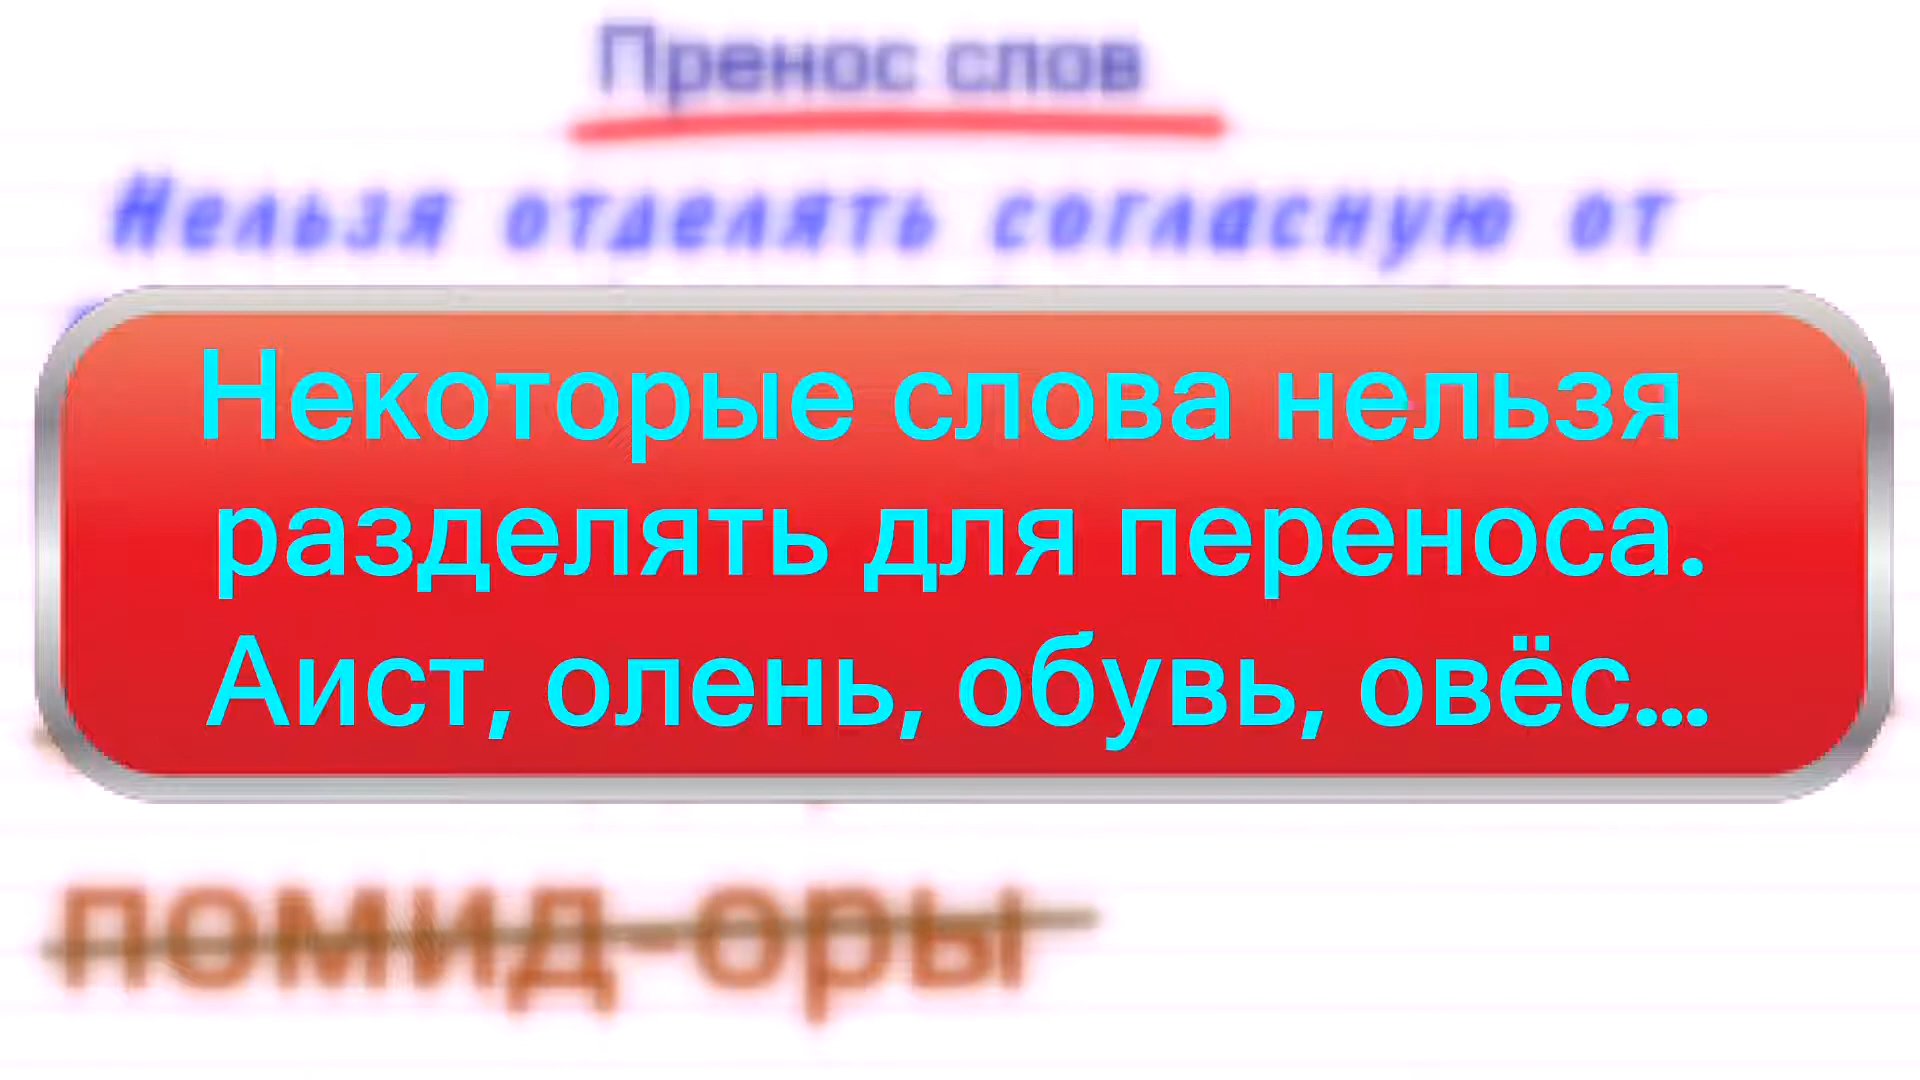 Пренос слов
Нельзя отделять согласную от
Некоторые слова нельзя
разделять для переноса.
Аист, олень, обувь, овёс...
помид-оры